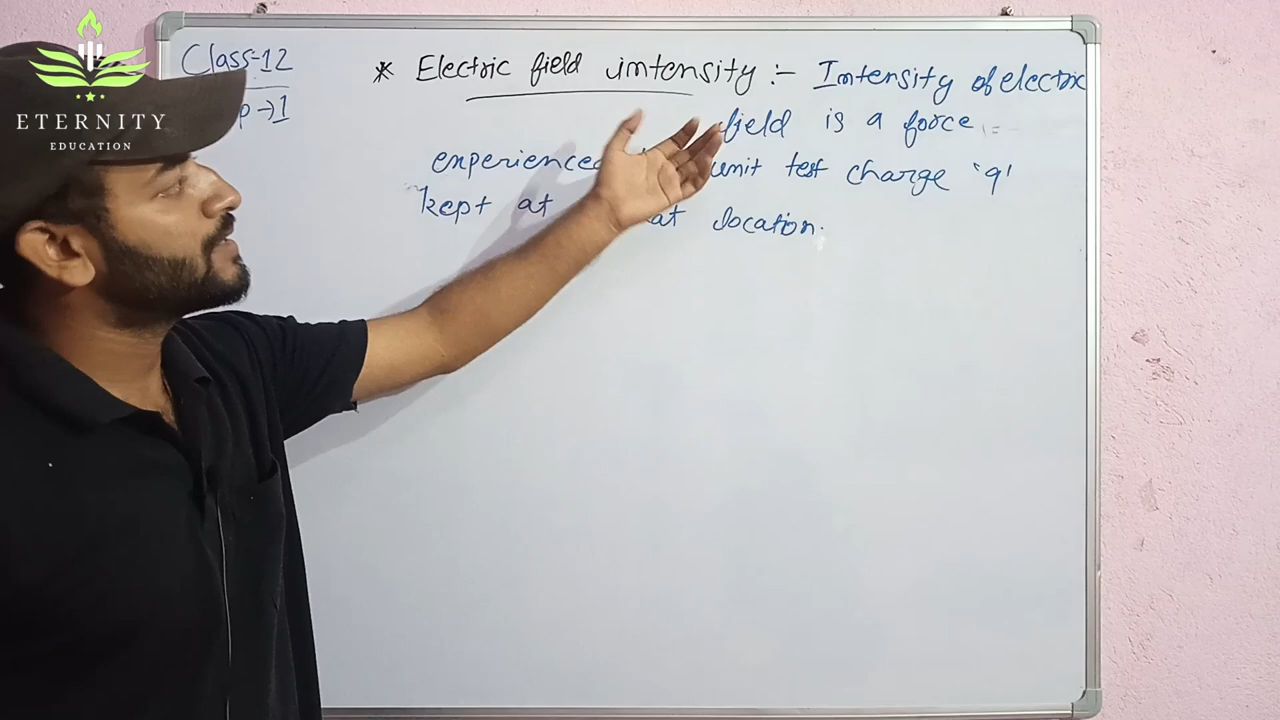 ETERNITY
EDUCATION
Class-12
p → 1
* Electric field intensity :- Intensity of electric
field is a force
experienced unit test charge 'q'
kept at at location.